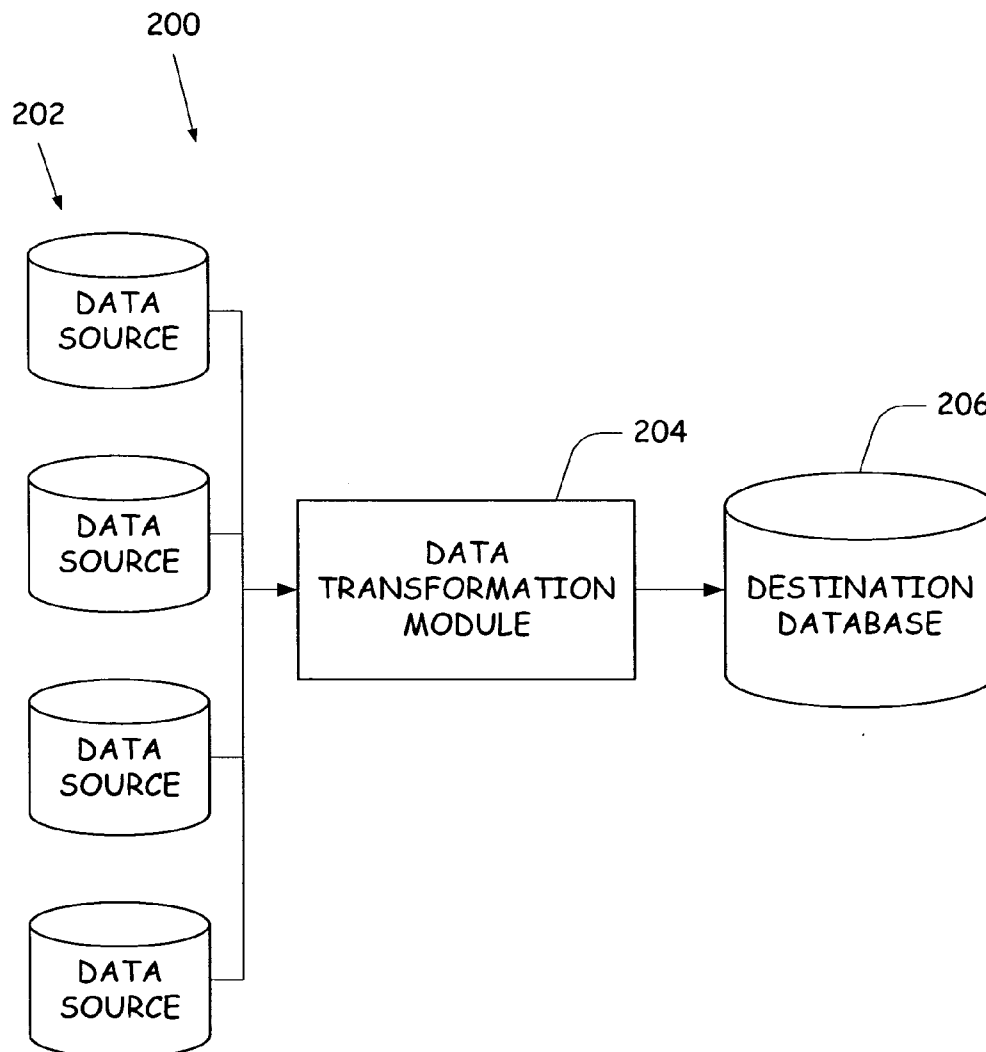 200
202
DATA
SOURCE
206
204
DATA
SOURCE
DATA
TRANSFORMATION
MODULE
DESTINATION
DATABASE
DATA
SOURCE
DATA
SOURCE